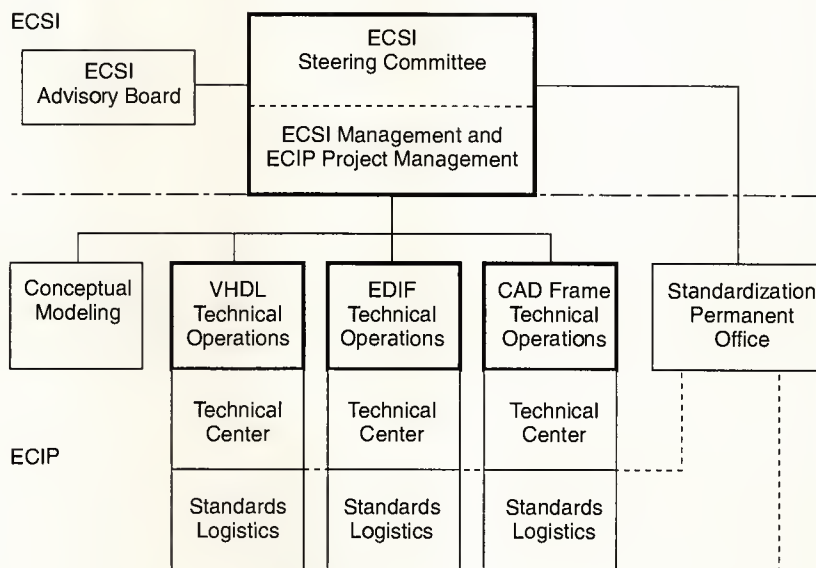 ECSI
ECSI
Steering Committee
ECSI
Advisory Board
ECSI Management and
ECIP Project Management
Conceptual
Modeling
VHDL
Technical
Operations
EDIF
Technical
Operations
CAD Frame
Technical
Operations
Standardization
Permanent
Office
Technical
Center
Technical
Center
Technical
Center
ECIP
Standards
Logistics
Standards
Logistics
Standards
Logistics